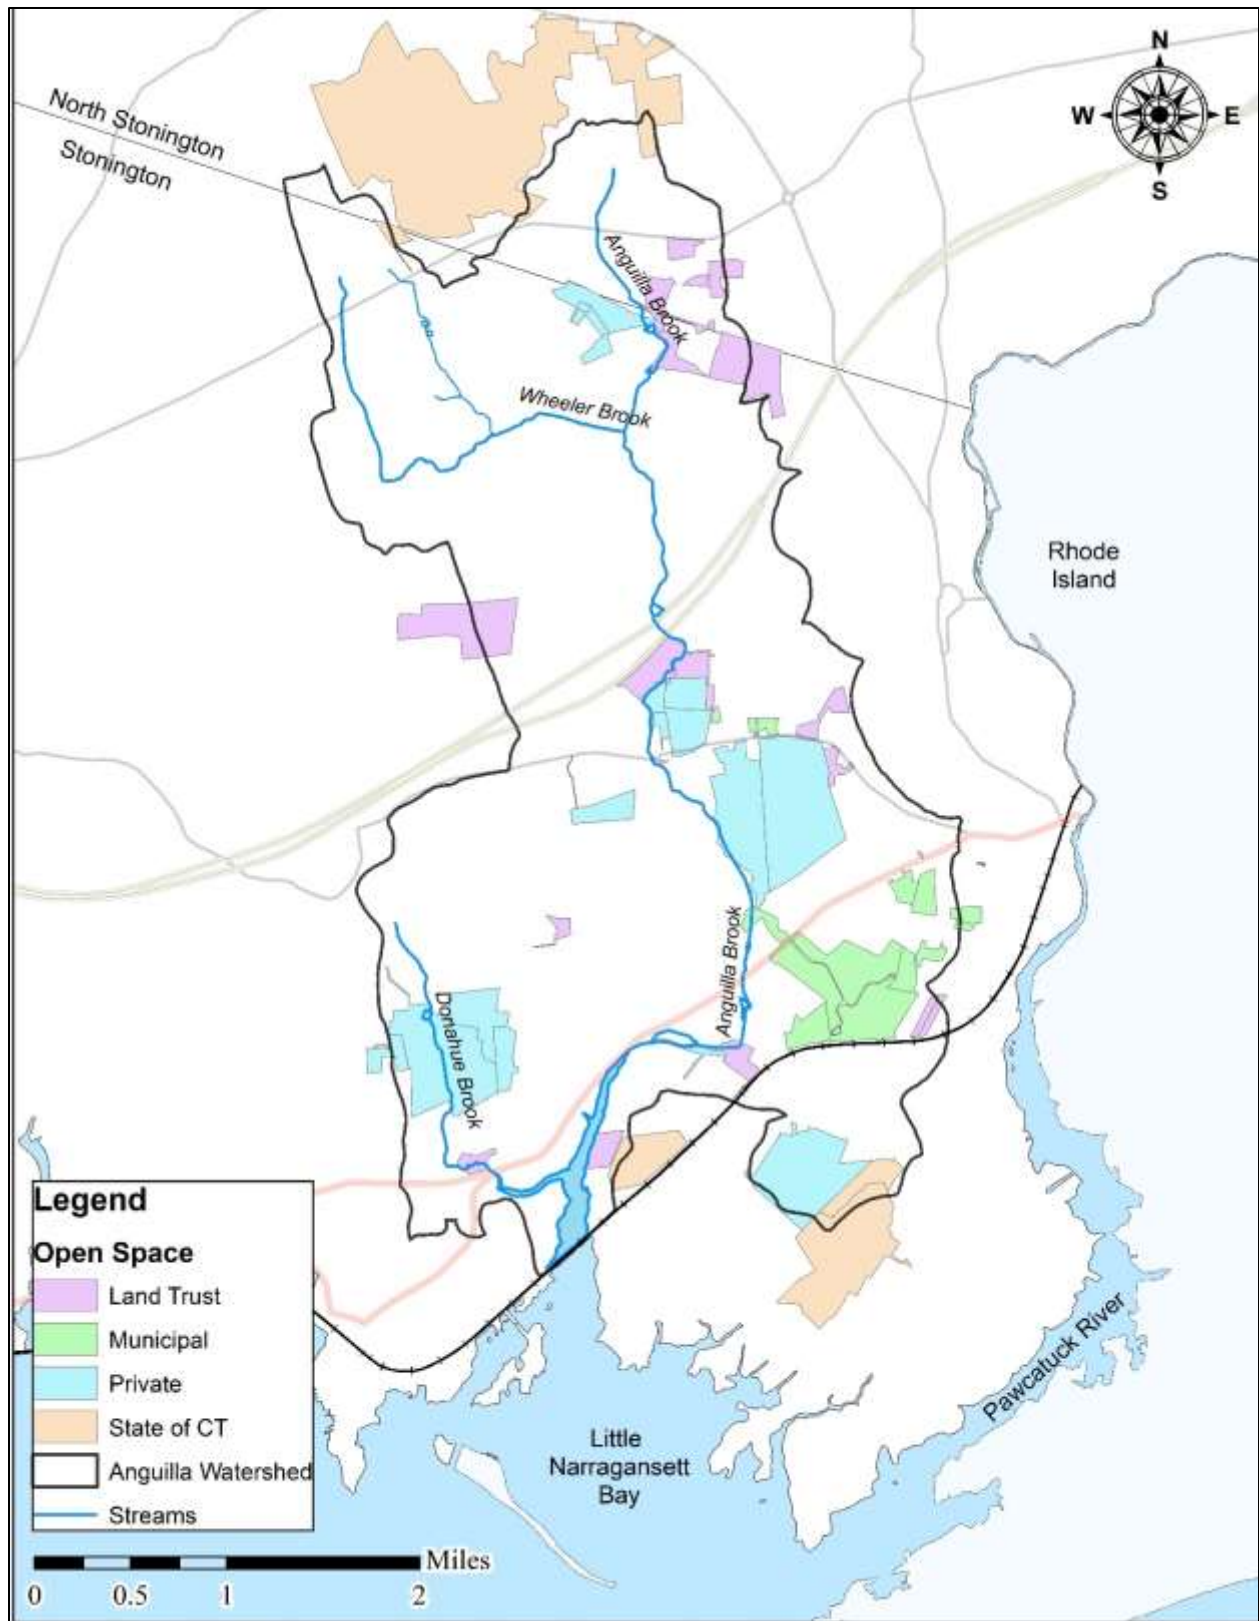 N
W
E
S
North Stonington
Stonington
Anguilla Brook
Wheeler Brook
Rhode
Island
Anguilla Brook
Donahue Brook
Pawcatuck River
Little
Narragansett
Bay
Legend
Open Space
Land Trust
Municipal
Private
State of CT
Anguilla Watershed
Streams
Miles
0 0.5 1 2